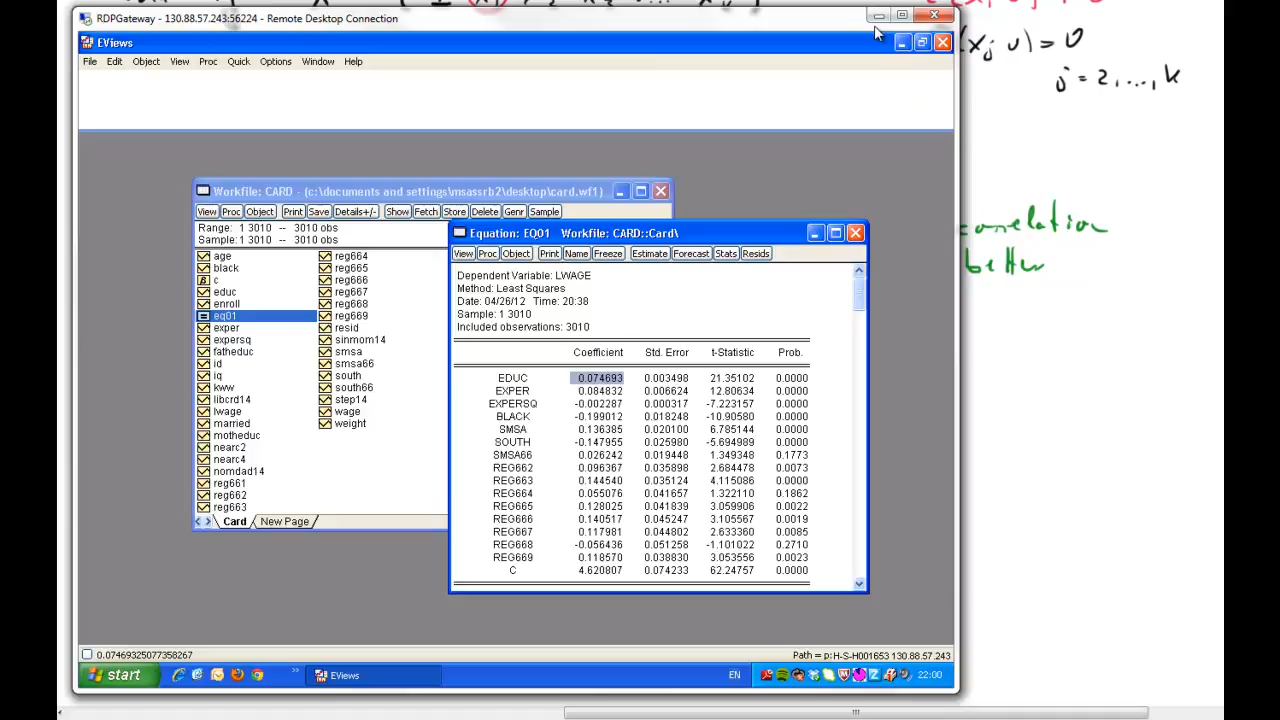 RDPGateway - 130.88.57.243:56224 - Remote Desktop Connection
EViews
File Edit Object View Proc Quick Options Window Help
(xj u) = 0
j = 2, ..., k
correlation
better
Workfile: CARD - (c:\documents and settings\msassrb2\desktop\card.wf1)
View Proc Object Print Save Details+/- Show Fetch Store Delete Genr Sample
Range: 1 3010 -- 3010 obs
Sample: 1 3010 -- 3010 obs
age
black
c
educ
enroll
eq01
exper
expersq
fatheduc
id
iq
kww
libcrd14
lwage
married
motheduc
nearc2
nearc4
nomdad14
reg661
reg662
reg663
reg664
reg665
reg666
reg667
reg668
reg669
resid
sinmom14
smsa
smsa66
south
south66
step14
wage
weight
Card New Page
Equation: EQ01 Workfile: CARD::Card\
View Proc Object Print Name Freeze Estimate Forecast Stats Resids
Dependent Variable: LWAGE
Method: Least Squares
Date: 04/26/12 Time: 20:38
Sample: 1 3010
Included observations: 3010
Coefficient Std. Error t-Statistic Prob.
EDUC 0.074693 0.003498 21.35102 0.0000
EXPER 0.084832 0.006624 12.80634 0.0000
EXPERSQ -0.002287 0.000317 -7.223157 0.0000
BLACK -0.199012 0.018248 -10.90580 0.0000
SMSA 0.136385 0.020100 6.785144 0.0000
SOUTH -0.147955 0.025980 -5.694989 0.0000
SMSA66 0.026242 0.019448 1.349348 0.1773
REG662 0.096367 0.035898 2.684478 0.0073
REG663 0.144540 0.035124 4.115086 0.0000
REG664 0.055076 0.041657 1.322110 0.1862
REG665 0.128025 0.041839 3.059906 0.0022
REG666 0.140517 0.045247 3.105567 0.0019
REG667 0.117981 0.044802 2.633360 0.0085
REG668 -0.056436 0.051258 -1.101022 0.2710
REG669 0.118570 0.038830 3.053556 0.0023
C 4.620807 0.074233 62.24757 0.0000
0.07469325077358267 Path = p: H-S-H001653 130.88.57.243
start EViews EN 22:00